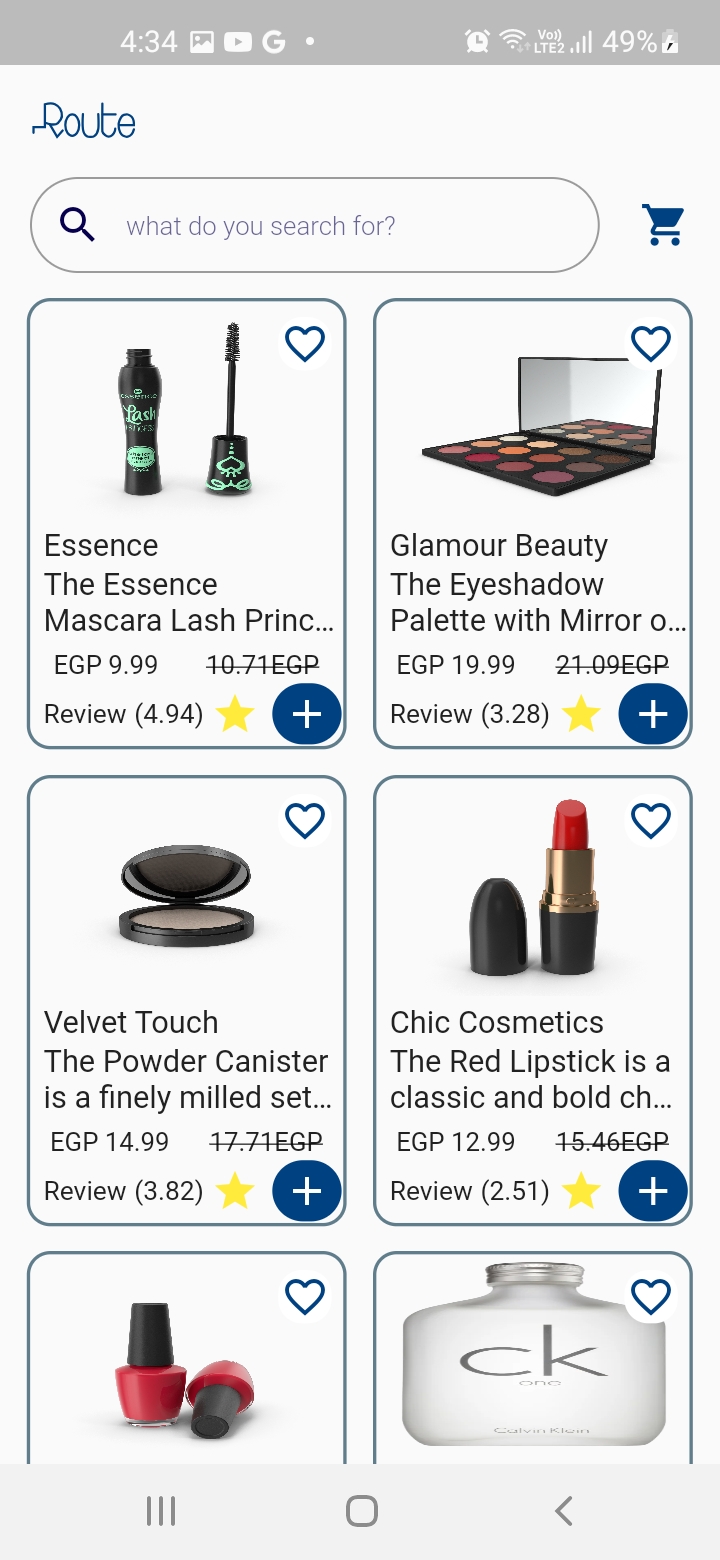 4:34
Vo))
LTE2
49%
Route
what do you search for?
Lash
Essence
The Essence
Mascara Lash Princ...
EGP 9.99 10.71EGP
Review (4.94)
Glamour Beauty
The Eyeshadow
Palette with Mirror o...
EGP 19.99 21.09EGP
Review (3.28)
Velvet Touch
The Powder Canister
is a finely milled set...
EGP 14.99 17.71EGP
Review (3.82)
Chic Cosmetics
The Red Lipstick is a
classic and bold ch...
EGP 12.99 15.46EGP
Review (2.51)
ck
one
Calvin Klein